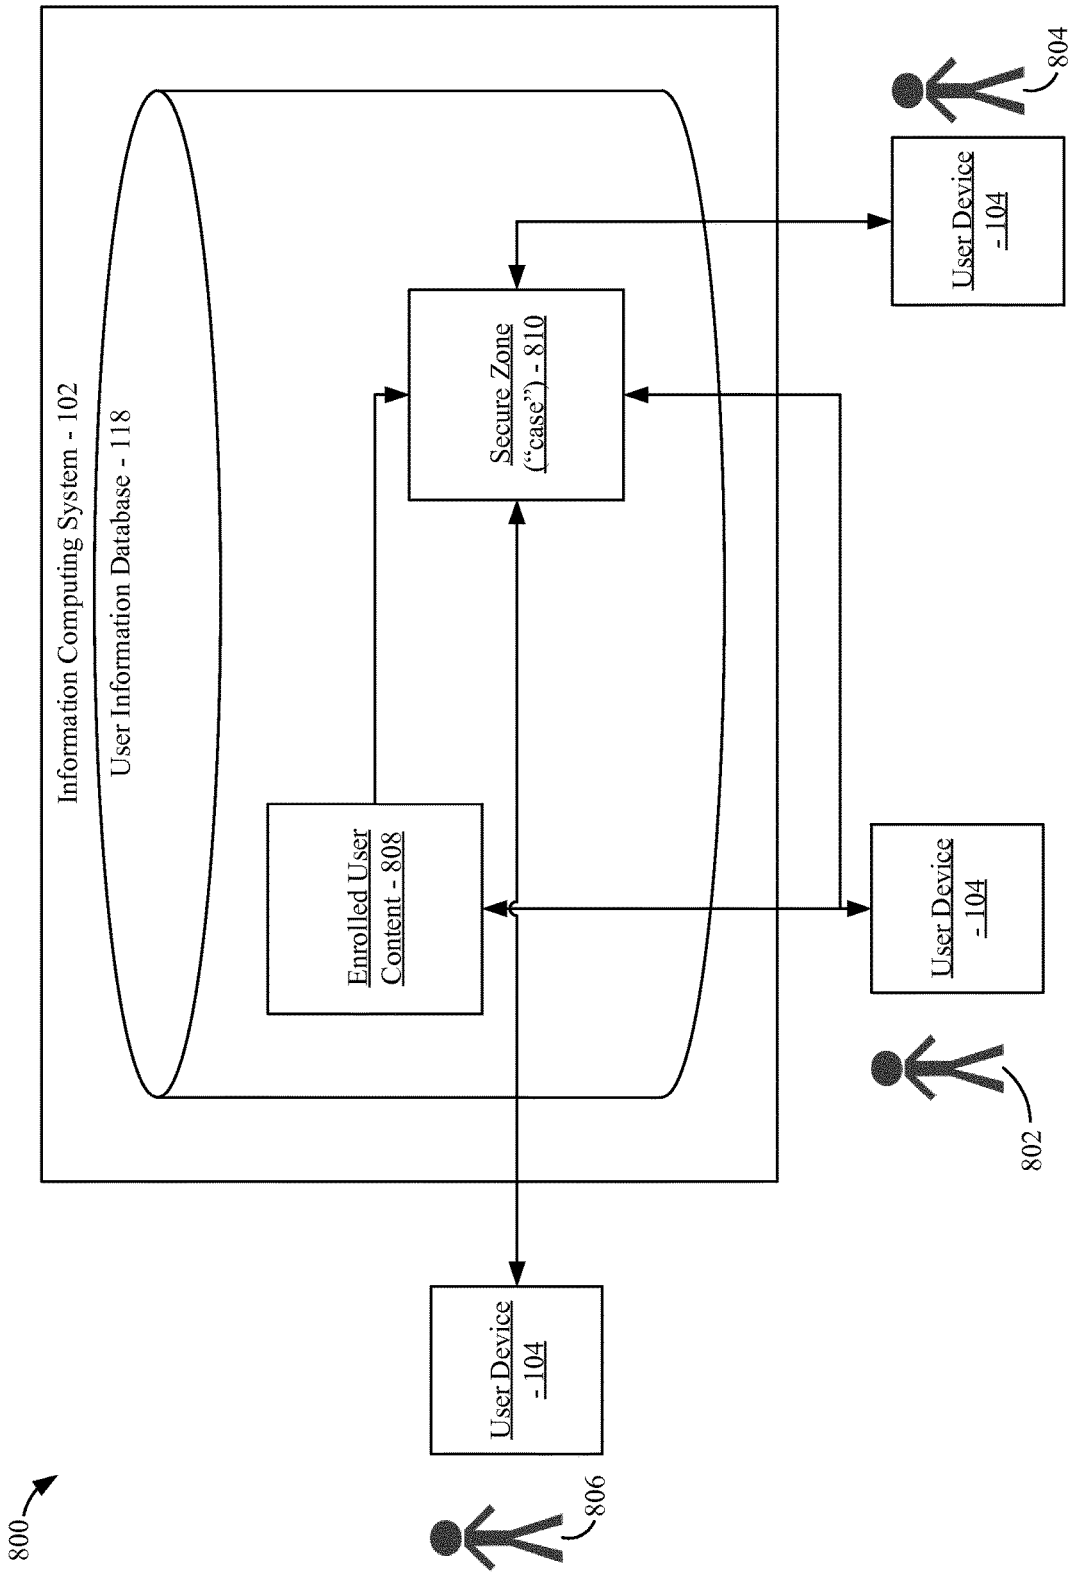 800
Information Computing System - 102
User Information Database - 118
Enrolled User
Content - 808
Secure Zone
(“case”) - 810
User Device
- 104
806
User Device
- 104
802
User Device
- 104
804